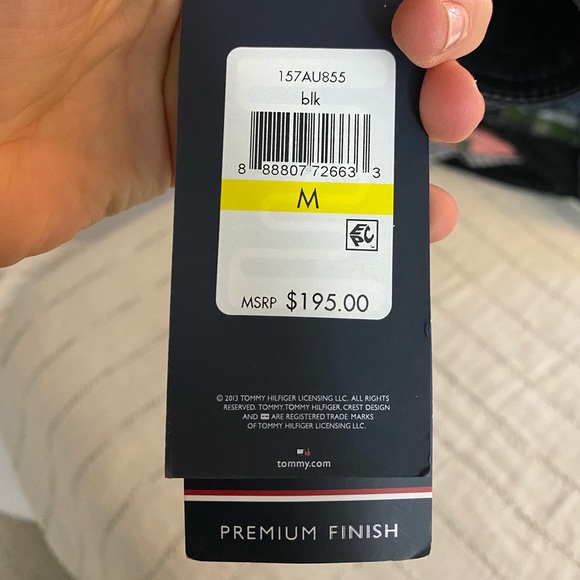 157AU855
blk
8 88807 72663 3
M
EPC
MSRP $195.00
© 2013 TOMMY HILFIGER LICENSING LLC. ALL RIGHTS
RESERVED. TOMMY, TOMMY HILFIGER, CREST DESIGN
AND ARE REGISTERED TRADE MARKS
OF TOMMY HILFIGER LICENSING LLC.
tommy.com
PREMIUM FINISH